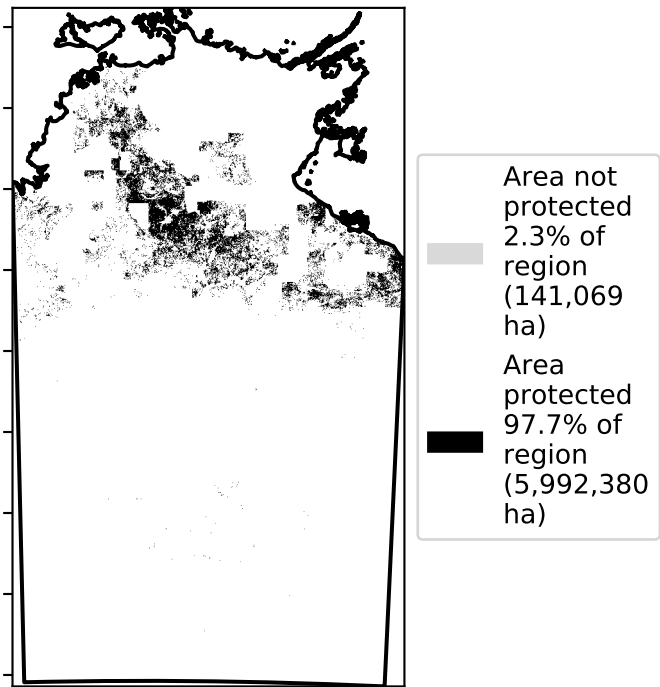 Area not
protected
2.3% of
region
(141,069
ha)
Area
protected
97.7% of
region
(5,992,380
ha)